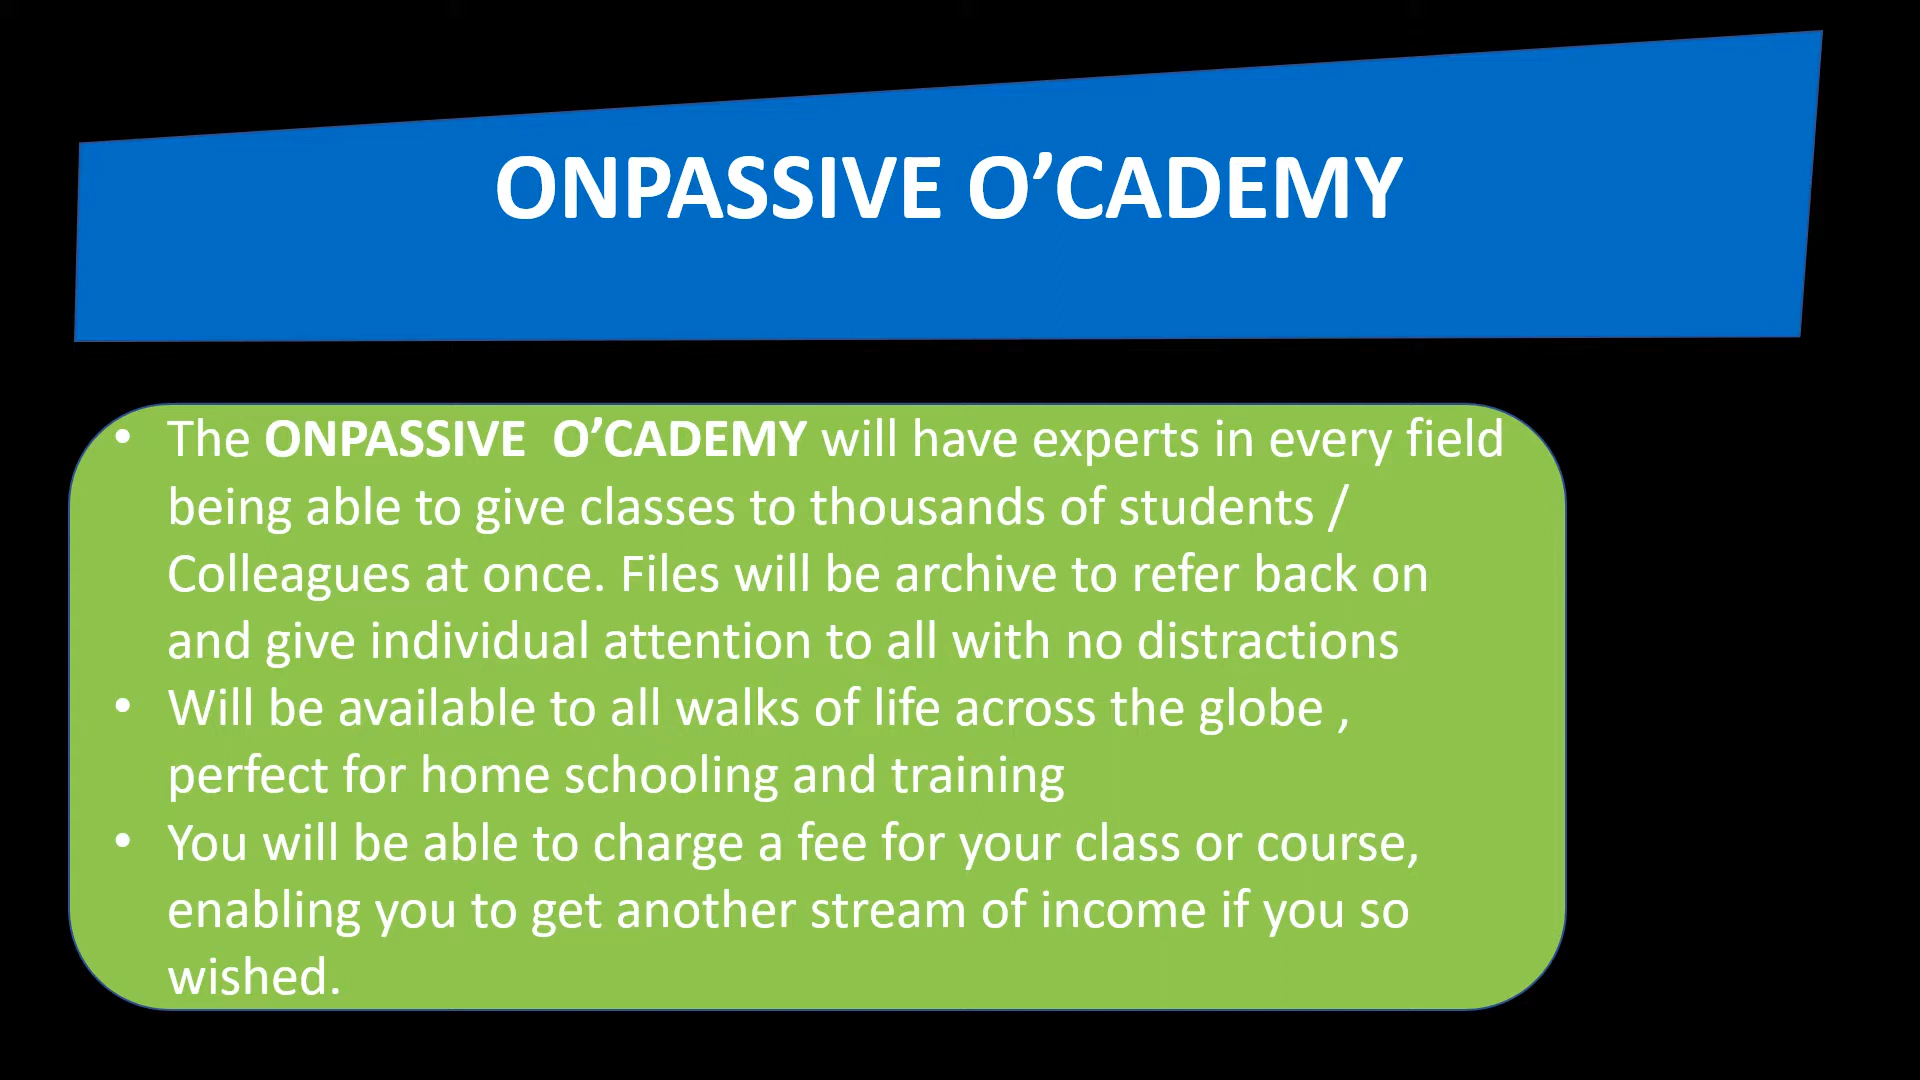 ONPASSIVE O’CADEMY
• The ONPASSIVE O’CADEMY will have experts in every field
being able to give classes to thousands of students /
Colleagues at once. Files will be archive to refer back on
and give individual attention to all with no distractions
• Will be available to all walks of life across the globe ,
perfect for home schooling and training
• You will be able to charge a fee for your class or course,
enabling you to get another stream of income if you so
wished.